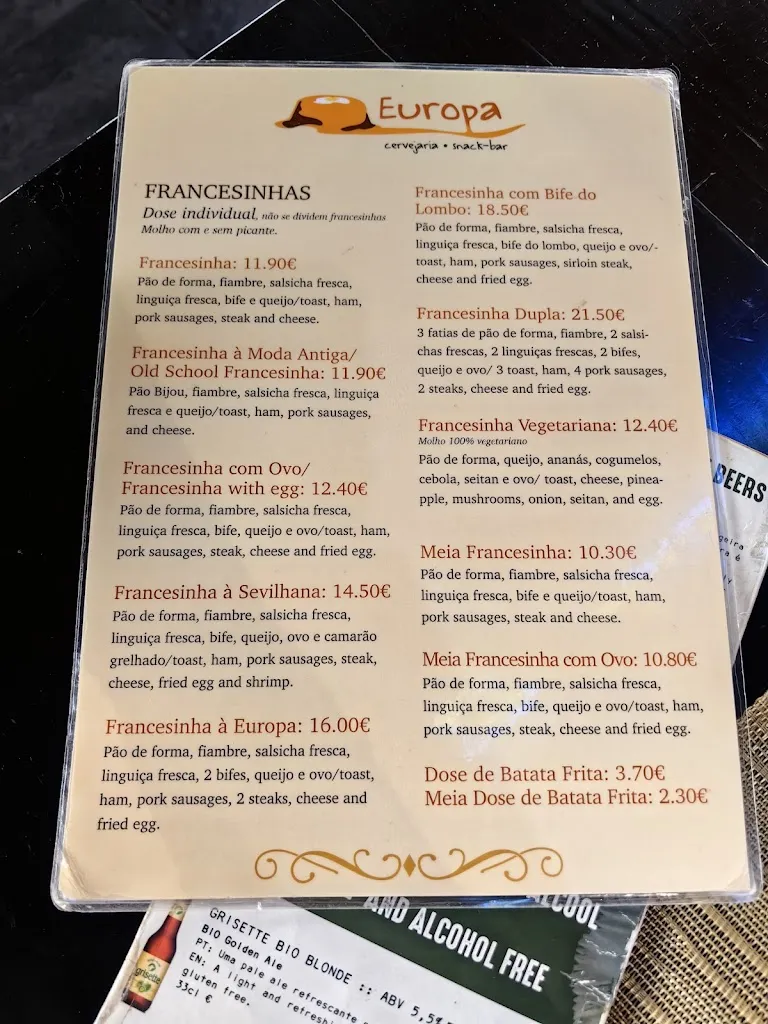 Europa
cervejaria • snack-bar
FRANCESINHAS
Dose individual, não se dividem francesinhas
Molho com e sem picante.
Francesinha: 11.90€
Pão de forma, fiambre, salsicha fresca,
linguiça fresca, bife e queijo/toast, ham,
pork sausages, steak and cheese.
Francesinha à Moda Antiga/
Old School Francesinha: 11.90€
Pão Bijou, fiambre, salsicha fresca, linguiça
fresca e queijo/toast, ham, pork sausages,
and cheese.
Francesinha com Ovo/
Francesinha with egg: 12.40€
Pão de forma, fiambre, salsicha fresca,
linguiça fresca, bife, queijo e ovo/toast, ham,
pork sausages, steak, cheese and fried egg.
Francesinha à Sevilhana: 14.50€
Pão de forma, fiambre, salsicha fresca,
linguiça fresca, bife, queijo, ovo e camarão
grelhado/toast, ham, pork sausages, steak,
cheese, fried egg and shrimp.
Francesinha à Europa: 16.00€
Pão de forma, fiambre, salsicha fresca,
linguiça fresca, 2 bifes, queijo e ovo/toast,
ham, pork sausages, 2 steaks, cheese and
fried egg.
Francesinha com Bife do
Lombo: 18.50€
Pão de forma, fiambre, salsicha fresca,
linguiça fresca, bife do lombo, queijo e ovo/-
toast, ham, pork sausages, sirloin steak,
cheese and fried egg.
Francesinha Dupla: 21.50€
3 fatias de pão de forma, fiambre, 2 salsi-
chas frescas, 2 linguiças frescas, 2 bifes,
queijo e ovo/ 3 toast, ham, 4 pork sausages,
2 steaks, cheese and fried egg.
Francesinha Vegetariana: 12.40€
Molho 100% vegetariano
Pão de forma, queijo, ananás, cogumelos,
cebola, seitan e ovo/ toast, cheese, pinea-
pple, mushrooms, onion, seitan, and egg.
Meia Francesinha: 10.30€
Pão de forma, fiambre, salsicha fresca,
linguiça fresca, bife e queijo/toast, ham,
pork sausages, steak and cheese.
Meia Francesinha com Ovo: 10.80€
Pão de forma, fiambre, salsicha fresca,
linguiça fresca, bife, queijo e ovo/toast, ham,
pork sausages, steak, cheese and fried egg.
Dose de Batata Frita: 3.70€
Meia Dose de Batata Frita: 2.30€
BEERS
AND ALCOHOL FREE
GRISETTE BIO BLONDE :: ABV 5,5%
BIO Golden Ale
PT: Uma pale ale refrescante
EN: A light and
gluten free.
33cl €
grisette